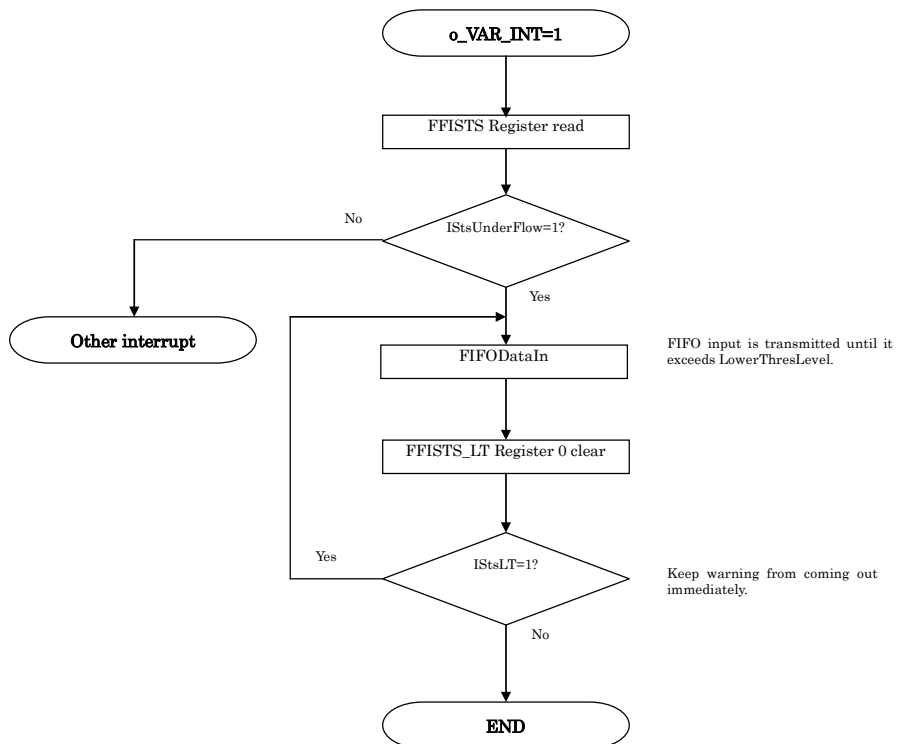 o_VAR_INT=1
FFISTS Register read
IStsUnderFlow=1?
No
Yes
Other interrupt
FIFODataIn
FIFO input is transmitted until it
exceeds LowerThresLevel.
FFISTS_LT Register 0 clear
IStsLT=1?
Yes
Keep warning from coming out
immediately.
No
END